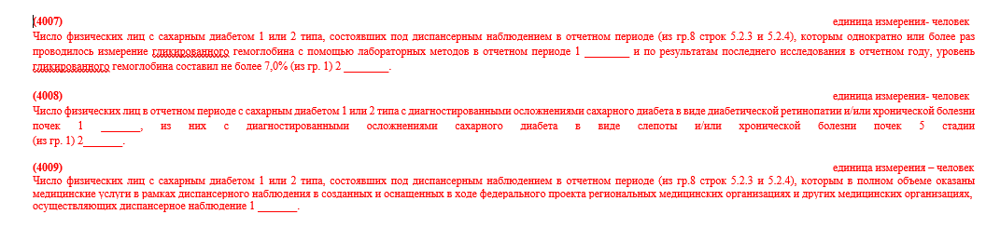 (4007) единица измерения- человек
Число физических лиц с сахарным диабетом 1 или 2 типа, состоявших под диспансерным наблюдением в отчетном периоде (из гр.8 строк 5.2.3 и 5.2.4), которым однократно или более раз
проводилось измерение гликированного гемоглобина с помощью лабораторных методов в отчетном периоде 1 ________ и по результатам последнего исследования в отчетном году, уровень
гликированного гемоглобина составил не более 7,0% (из гр. 1) 2 ________.
(4008) единица измерения- человек
Число физических лиц в отчетном периоде с сахарным диабетом 1 или 2 типа с диагностированными осложнениями сахарного диабета в виде диабетической ретинопатии и/или хронической болезни
почек 1 _______, из них с диагностированными осложнениями сахарного диабета в виде слепоты и/или хронической болезни почек 5 стадии
(из гр. 1) 2_______.
(4009) единица измерения – человек
Число физических лиц с сахарным диабетом 1 или 2 типа, состоявших под диспансерным наблюдением в отчетном периоде (из гр.8 строк 5.2.3 и 5.2.4), которым в полном объеме оказаны
медицинские услуги в рамках диспансерного наблюдения в созданных и оснащенных в ходе федерального проекта региональных медицинских организациях и других медицинских организациях,
осуществляющих диспансерное наблюдение 1 _______.